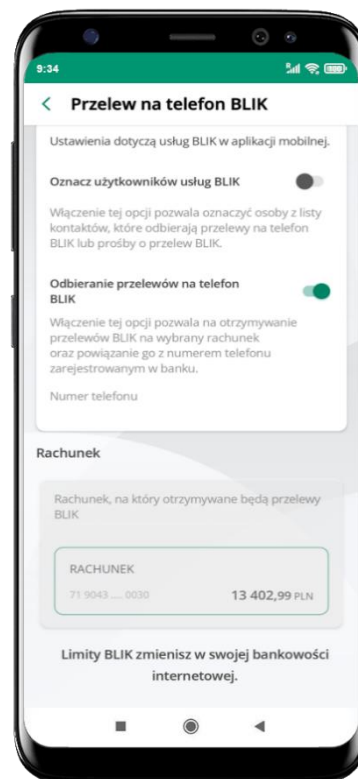 9:34
Przelew na telefon BLIK
Ustawienia dotyczą usług BLIK w aplikacji mobilnej.
Oznacz użytkowników usług BLIK
Włączenie tej opcji pozwala oznaczyć osoby z listy
kontaktów, które odbierają przelewy na telefon
BLIK lub prośby o przelew BLIK.
Odbieranie przelewów na telefon
BLIK
Włączenie tej opcji pozwala na otrzymywanie
przelewów BLIK na wybrany rachunek
oraz powiązanie go z numerem telefonu
zarejestrowanym w banku.
Numer telefonu
Rachunek
Rachunek, na który otrzymywane będą przelewy
BLIK
RACHUNEK
71 9043 .... 0030 13 402,99 PLN
Limity BLIK zmienisz w swojej bankowości
internetowej.